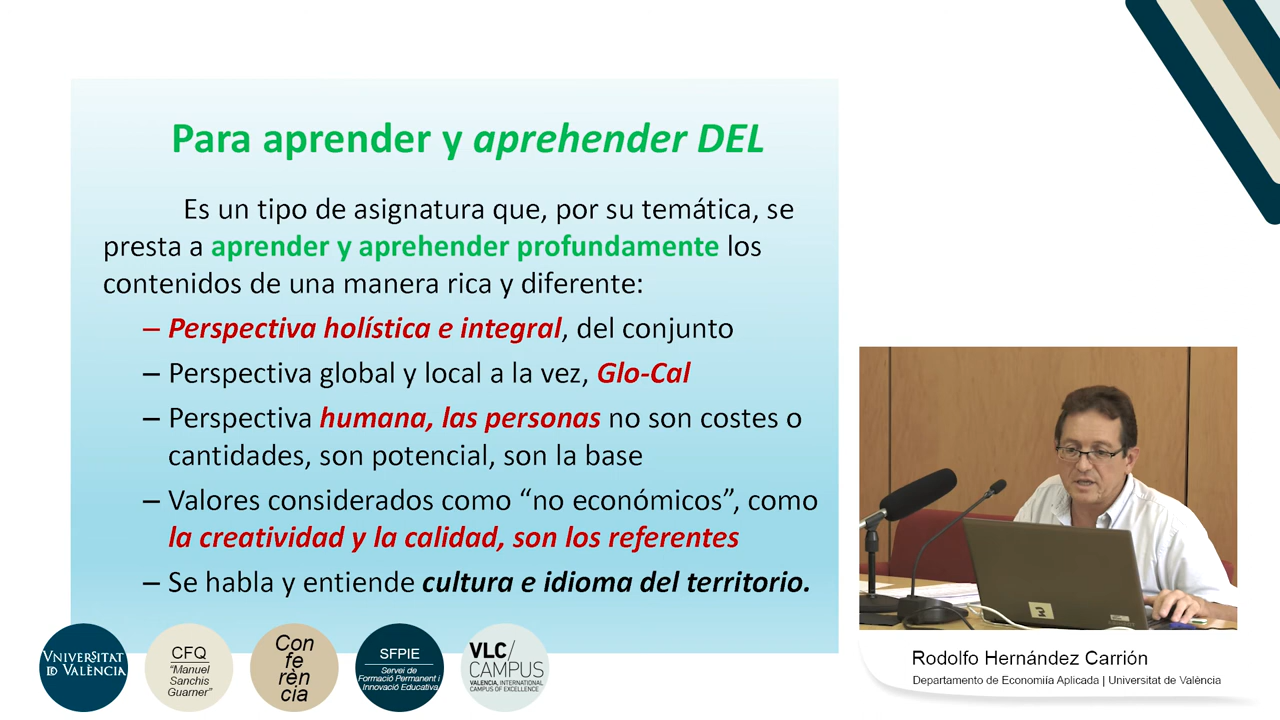 Para aprender y aprehender DEL
Es un tipo de asignatura que, por su temática, se
presta a aprender y aprehender profundamente los
contenidos de una manera rica y diferente:
– Perspectiva holística e integral, del conjunto
– Perspectiva global y local a la vez, Glo-Cal
– Perspectiva humana, las personas no son costes o
cantidades, son potencial, son la base
– Valores considerados como “no económicos”, como
la creatividad y la calidad, son los referentes
– Se habla y entiende cultura e idioma del territorio.
VNIVERSITAT
ID VALÈNCIA
CFQ
“Manuel
Sanchis
Guarner”
Con
fe
rèn
cia
SFPIE
Servei de
Formació Permanent i
Innovació Educativa
VLC/
CAMPUS
VALENCIA, INTERNATIONAL
CAMPUS OF EXCELLENCE
Rodolfo Hernández Carrión
Departamento de Economiía Aplicada | Universitat de València